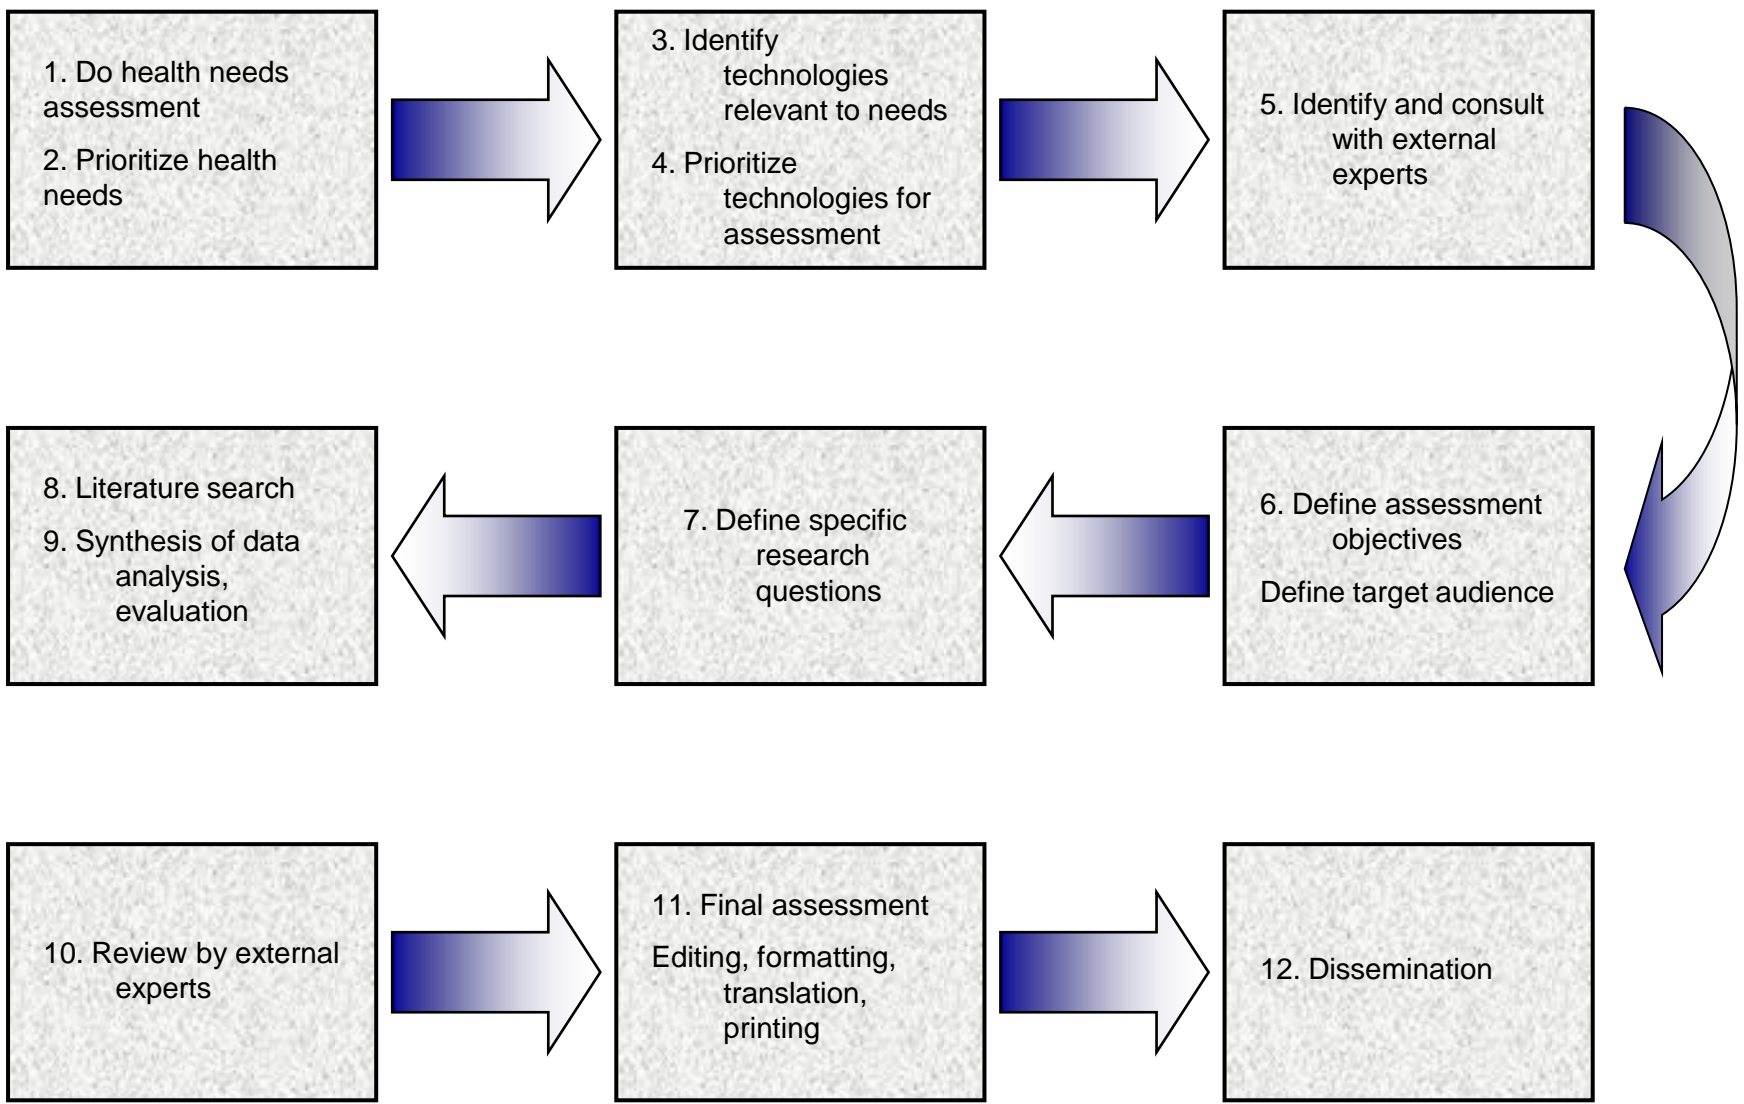 1. Do health needs
assessment
2. Prioritize health
needs
3. Identify
technologies
relevant to needs
4. Prioritize
technologies for
assessment
5. Identify and consult
with external
experts
6. Define assessment
objectives
Define target audience
7. Define specific
research
questions
8. Literature search
9. Synthesis of data
analysis,
evaluation
10. Review by external
experts
11. Final assessment
Editing, formatting,
translation,
printing
12. Dissemination